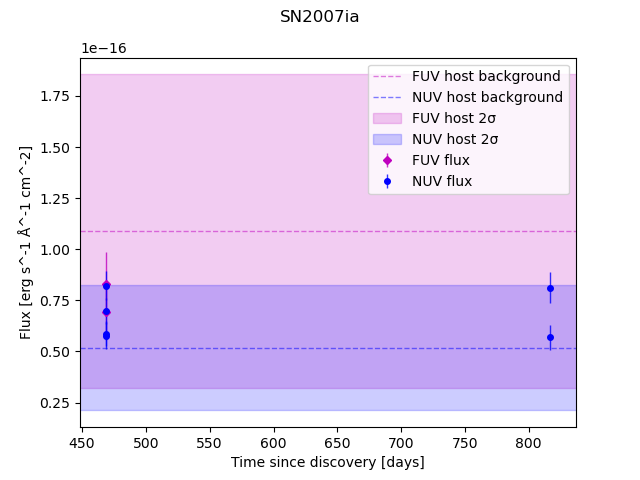 SN2007ia
1e−16
FUV host background
NUV host background
FUV host 2σ
NUV host 2σ
FUV flux
NUV flux
1.75
1.50
1.25
1.00
0.75
0.50
0.25
Flux [erg s^-1 Å^-1 cm^-2]
450 500 550 600 650 700 750 800
Time since discovery [days]